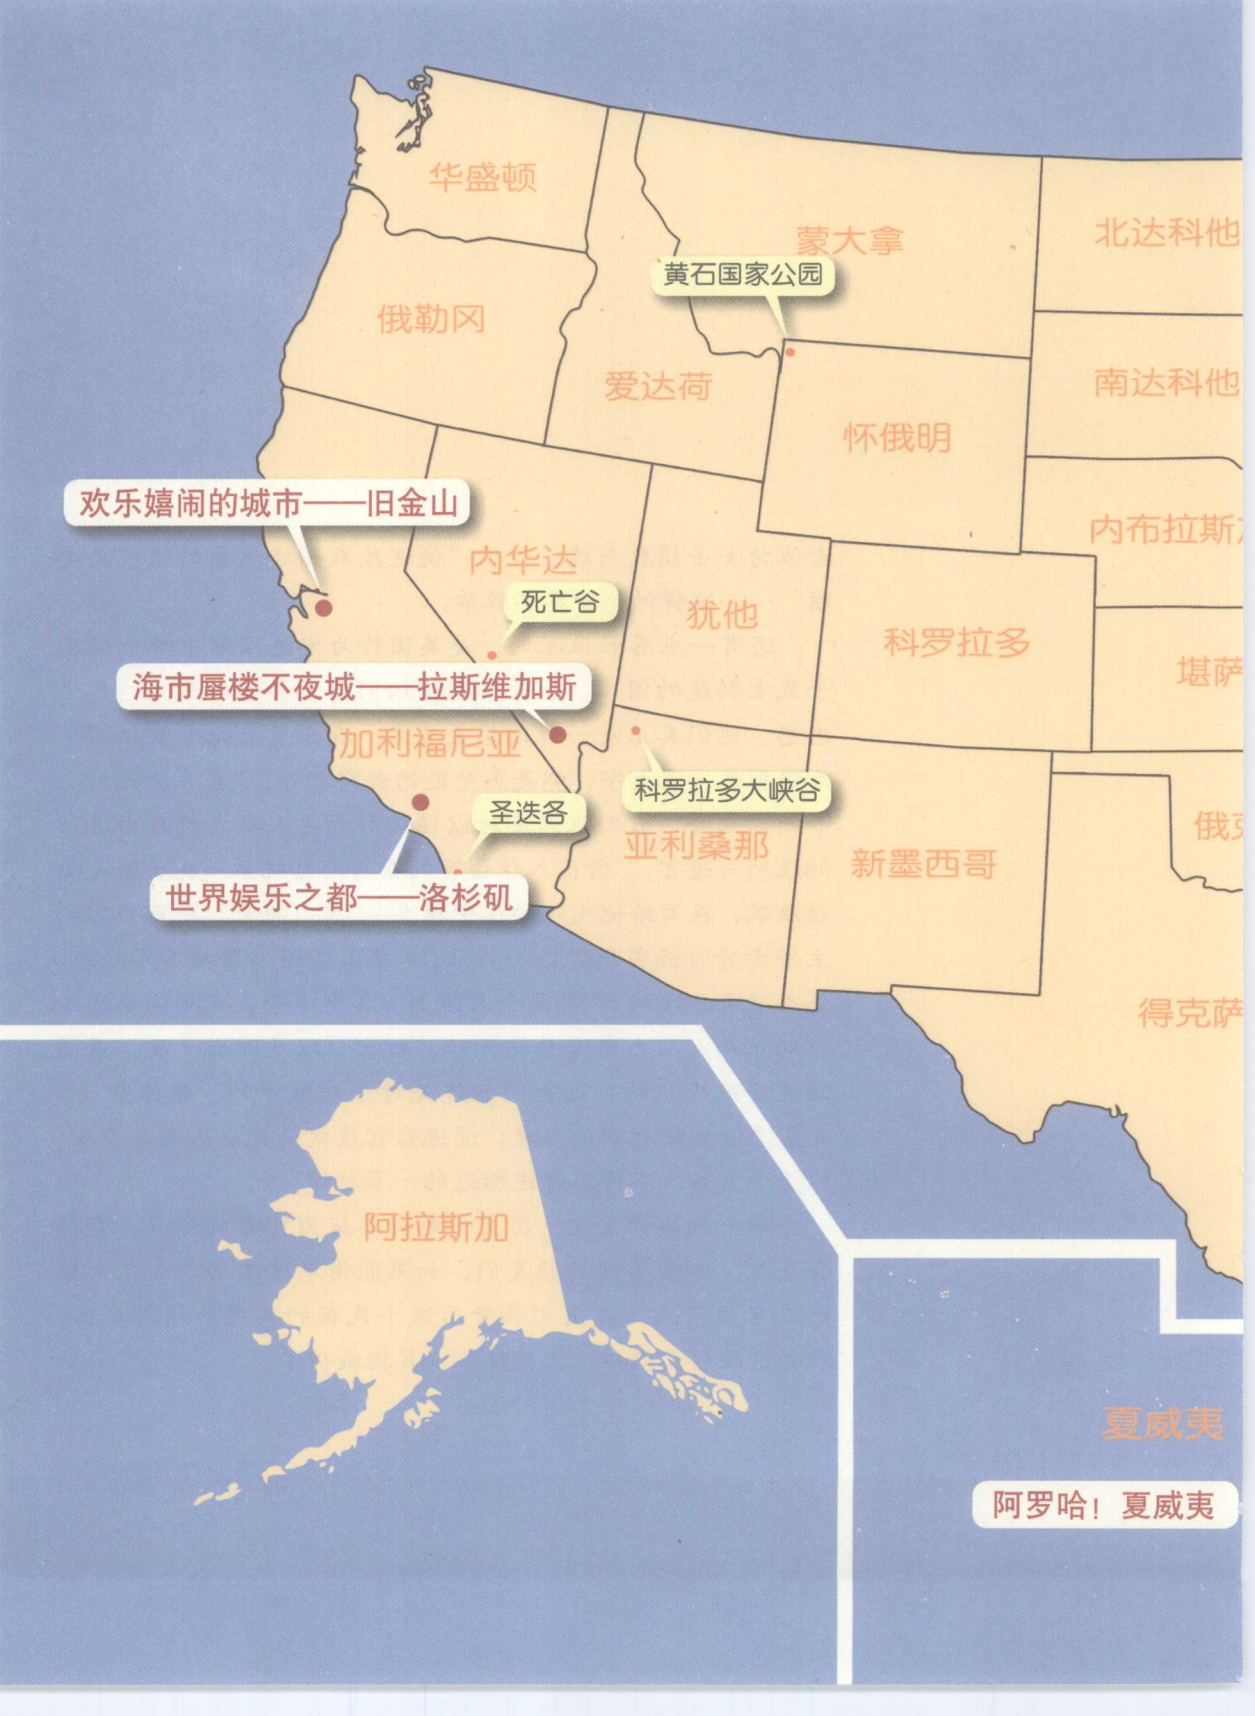 华盛顿
蒙大拿
北达科他
黄石国家公园
俄勒冈
爱达荷
南达科他
怀俄明
欢乐嬉闹的城市——旧金山
内布拉斯
内华达
死亡谷
犹他
科罗拉多
堪萨
海市蜃楼不夜城——拉斯维加斯
加利福尼亚
科罗拉多大峡谷
圣迭各
俄克
亚利桑那
新墨西哥
世界娱乐之都——洛杉矶
得克萨
阿拉斯加
夏威夷
阿罗哈！夏威夷